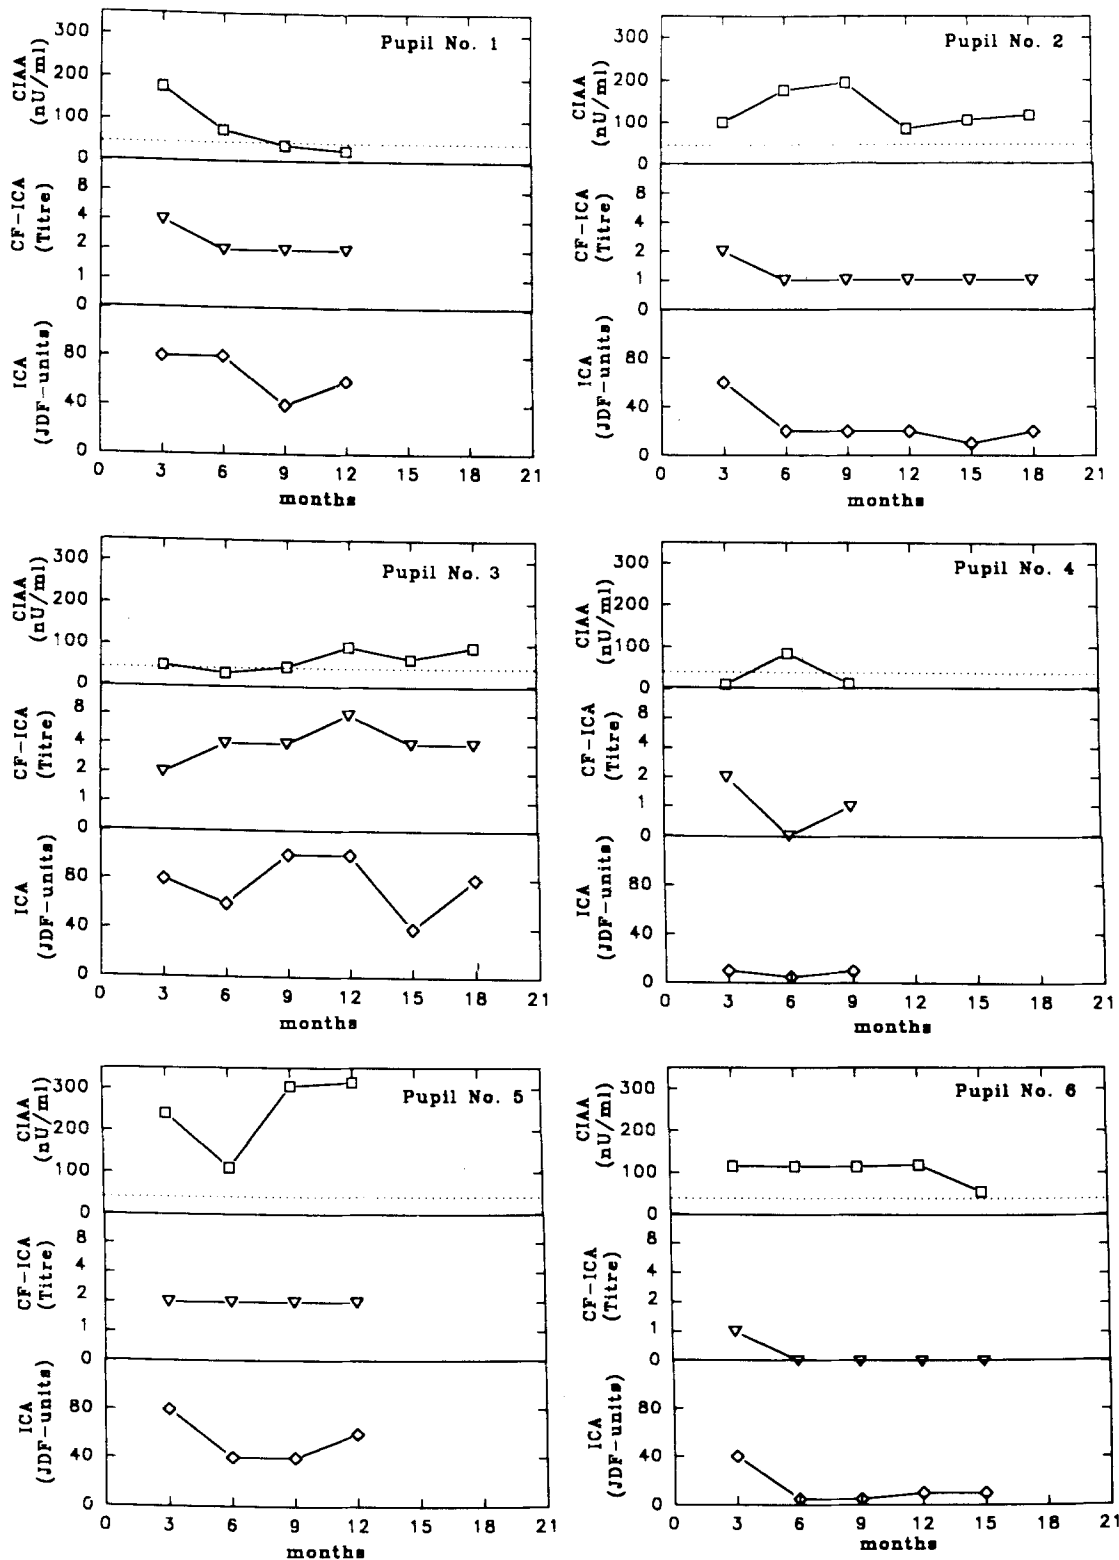 Pupil No. 1
CIAA
(nU/ml)
300
200
100
0
CF-ICA
(Titre)
8
4
2
1
0
ICA
(JDF-units)
80
40
0
0 3 6 9 12 15 18 21
months
Pupil No. 2
CIAA
(nU/ml)
300
200
100
0
CF-ICA
(Titre)
8
4
2
1
0
ICA
(JDF-units)
80
40
0
0 3 6 9 12 15 18 21
months
Pupil No. 3
CIAA
(nU/ml)
300
200
100
0
CF-ICA
(Titre)
8
4
2
1
0
ICA
(JDF-units)
80
40
0
0 3 6 9 12 15 18 21
months
Pupil No. 4
CIAA
(nU/ml)
300
200
100
0
CF-ICA
(Titre)
8
4
2
1
0
ICA
(JDF-units)
80
40
0
0 3 6 9 12 15 18 21
months
Pupil No. 5
CIAA
(nU/ml)
300
200
100
0
CF-ICA
(Titre)
8
4
2
1
0
ICA
(JDF-units)
80
40
0
0 3 6 9 12 15 18 21
months
Pupil No. 6
CIAA
(nU/ml)
300
200
100
0
CF-ICA
(Titre)
8
4
2
1
0
ICA
(JDF-units)
80
40
0
0 3 6 9 12 15 18 21
months